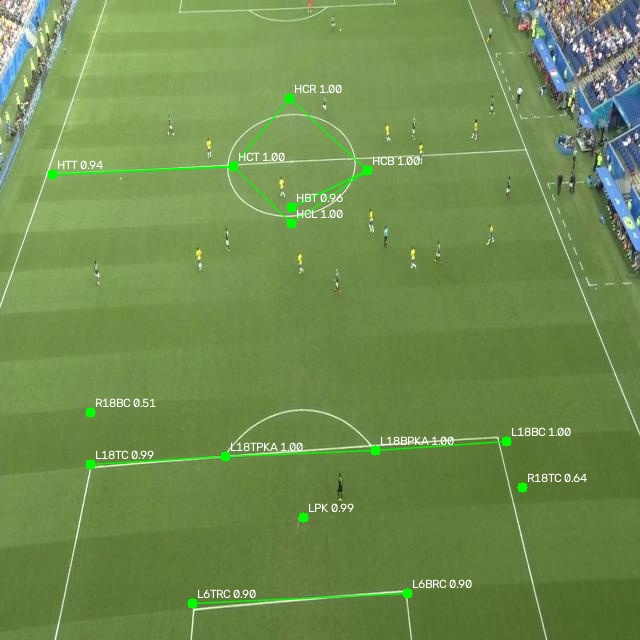 HCR 1.00
HTT 0.94
HCT 1.00
HCB 1.00
HBT 0.96
HCL 1.00
R18BC 0.51
L18TC 0.99
L18TPKA 1.00
L18BPKA 1.00
L18BC 1.00
R18TC 0.64
LPK 0.99
L6TRC 0.90
L6BRC 0.90